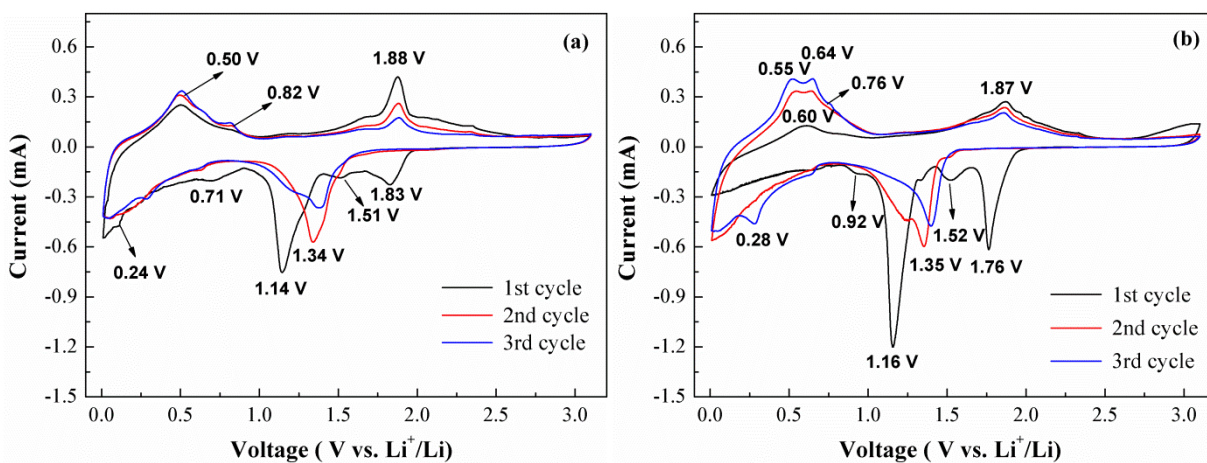 (a)
0.6
0.3
0.0
-0.3
-0.6
-0.9
-1.2
-1.5
Current (mA)
0.50 V
0.82 V
1.88 V
0.71 V
0.24 V
1.14 V
1.34 V
1.51 V
1.83 V
1st cycle
2nd cycle
3rd cycle
0.0 0.5 1.0 1.5 2.0 2.5 3.0
Voltage ( V vs. Li⁺/Li)
(b)
0.6
0.3
0.0
-0.3
-0.6
-0.9
-1.2
-1.5
Current (mA)
0.64 V
0.55 V
0.76 V
0.60 V
1.87 V
0.28 V
0.92 V
1.16 V
1.35 V
1.52 V
1.76 V
1st cycle
2nd cycle
3rd cycle
0.0 0.5 1.0 1.5 2.0 2.5 3.0
Voltage ( V vs. Li⁺/Li)